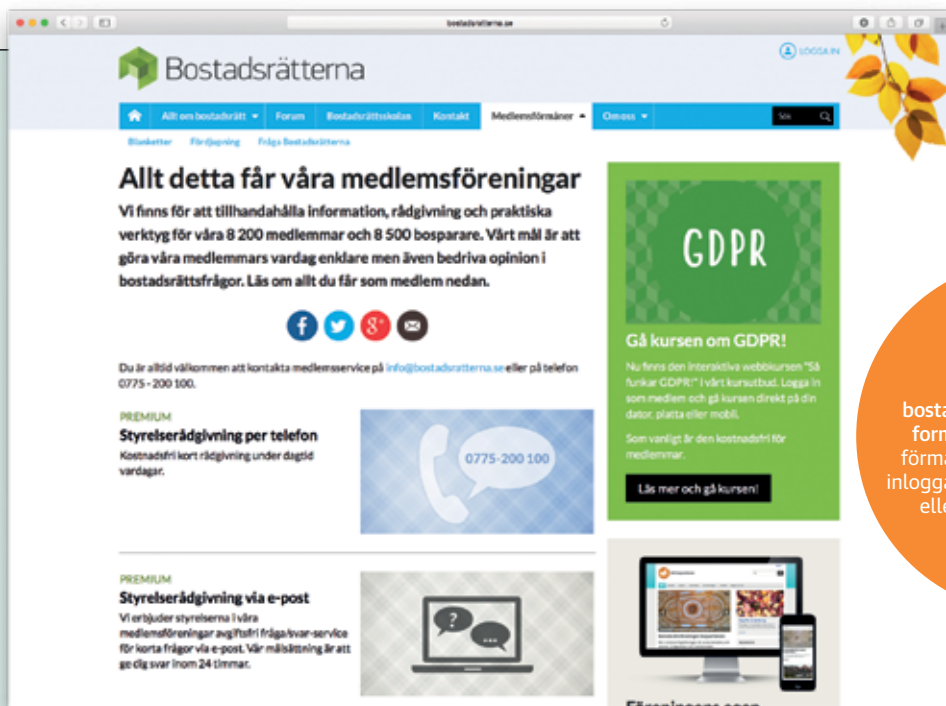 bostadsratterna.se
LOGGA IN
Bostadsrätterna
Allt om bostadsrätt
Forum
Bostadsrättsskolan
Kontakt
Medlemsförmåner
Om oss
Sök
Blanketter
Fördjupning
Fråga Bostadsrätterna
Allt detta får våra medlemsföreningar
Vi finns för att tillhandahålla information, rådgivning och praktiska
verktyg för våra 8 200 medlemmar och 8 500 bosparare. Vårt mål är att
göra våra medlemmars vardag enklare men även bedriva opinion i
bostadsrättsfrågor. Läs om allt du får som medlem nedan.
f
8+
Du är alltid välkommen att kontakta medlemsservice på info@bostadsratterna.se eller på telefon
0775 - 200 100.
PREMIUM
Styrelserådgivning per telefon
Kostnadsfri kort rådgivning under dagtid
vardagar.
0775-200 100
PREMIUM
Styrelserådgivning via e-post
Vi erbjuder styrelserna i våra
medlemsföreningar avgiftsfri fråga/svar-service
för korta frågor via e-post. Vår målsättning är att
ge dig svar inom 24 timmar.
?
...
GDPR
Gå kursen om GDPR!
Nu finns den interaktiva webbkursen "Så
funkar GDPR!" i vårt kursutbud. Logga in
som medlem och gå kursen direkt på din
dator, platta eller mobil.
Som vanligt är den kostnadsfri för
medlemmar.
Läs mer och gå kursen!
Föreningens egen
bosta
form
förmå
inlogga
elle